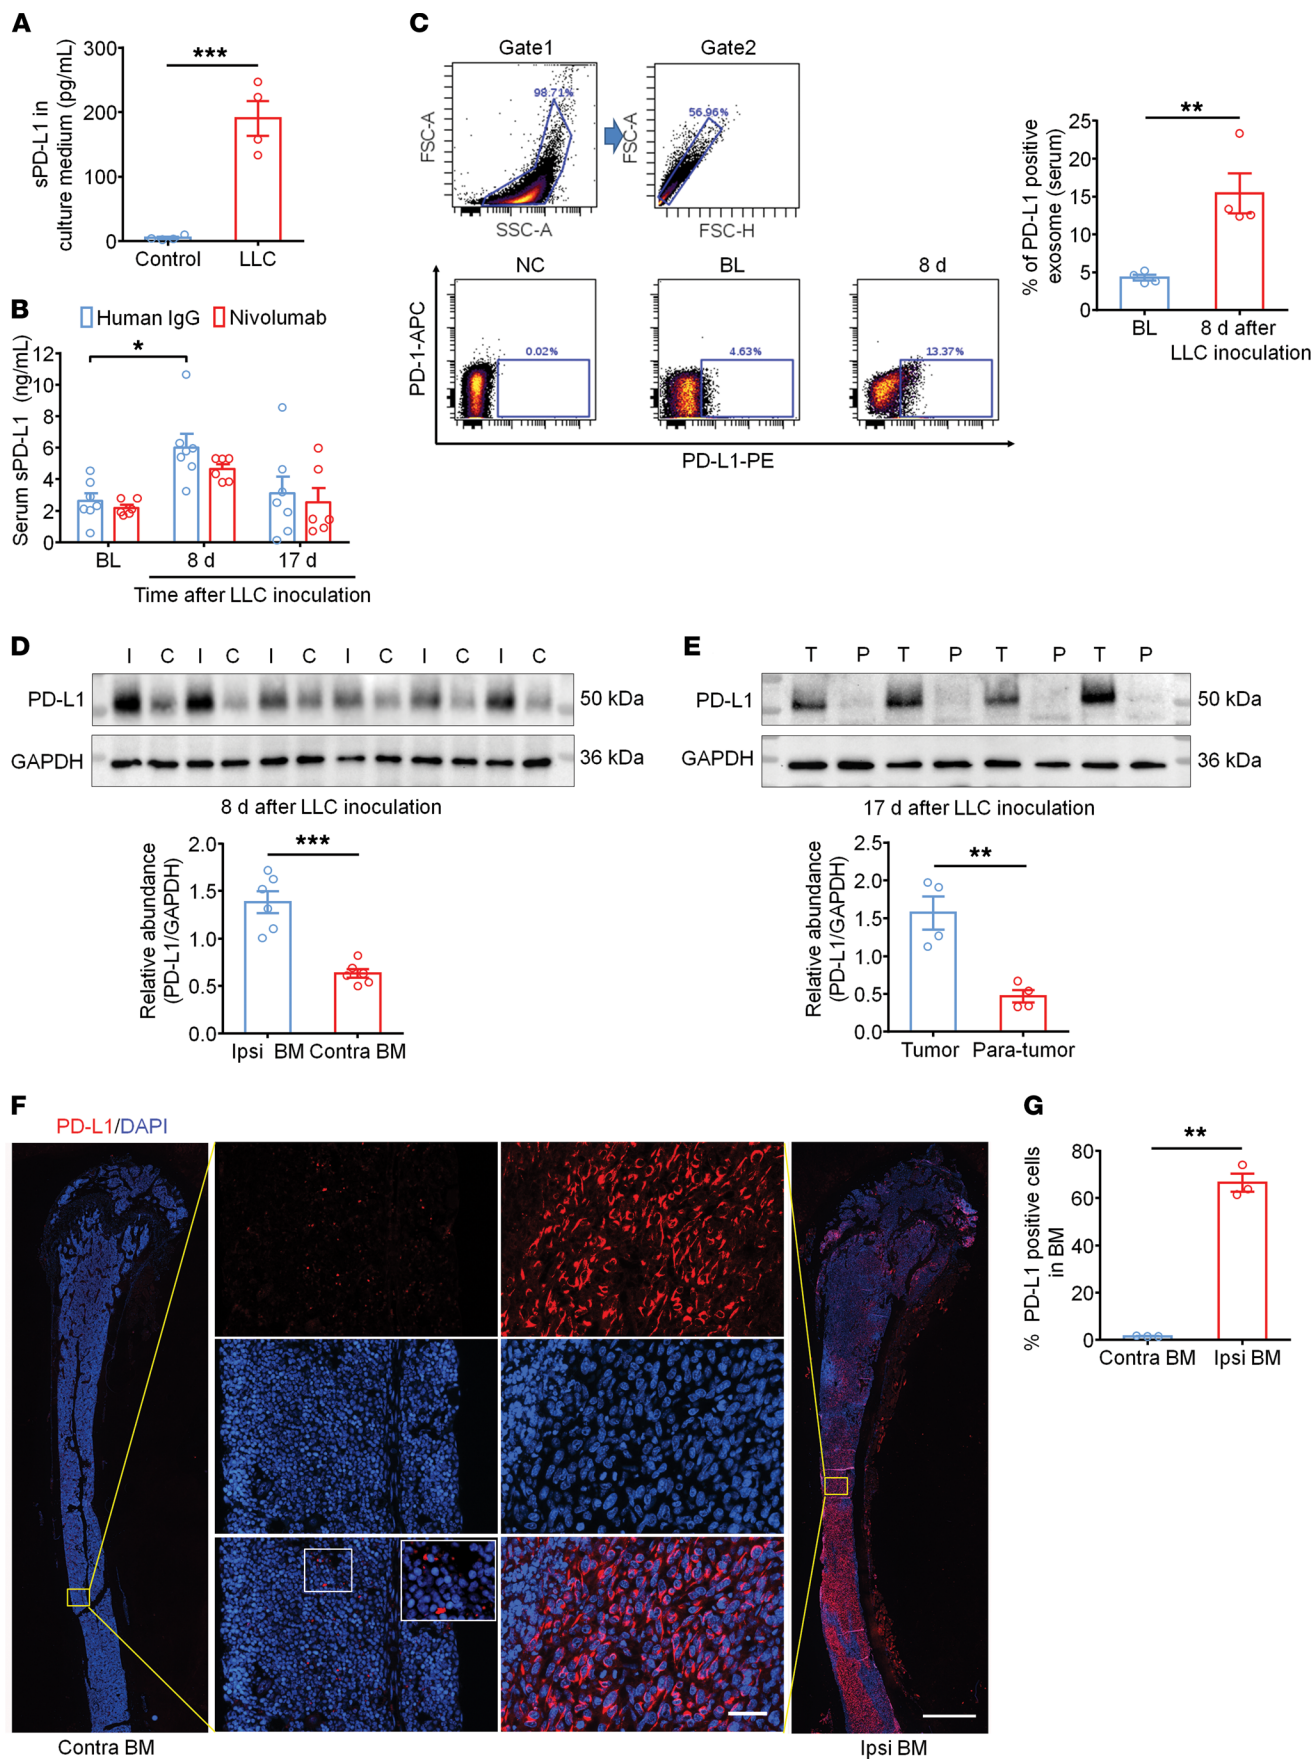 A
sPD-L1 in
culture medium (pg/mL)
300
200
100
0
***
Control
LLC
B
Human IgG
Nivolumab
Serum sPD-L1 (ng/mL)
12
10
8
6
4
2
0
*
BL
8 d
17 d
Time after LLC inoculation
C
Gate1
Gate2
98.71%
56.96%
FSC-A
FSC-A
SSC-A
FSC-H
NC
BL
8 d
0.02%
4.63%
13.37%
PD-1-APC
PD-L1-PE
% of PD-L1 positive
exosome (serum)
25
20
15
10
5
0
**
BL
8 d after
LLC inoculation
D
I C I C I C I C I C I C
PD-L1
50 kDa
GAPDH
36 kDa
8 d after LLC inoculation
Relative abundance
(PD-L1/GAPDH)
2.0
1.5
1.0
0.5
0.0
***
Ipsi BM
Contra BM
E
T P T P T P T P
PD-L1
50 kDa
GAPDH
36 kDa
17 d after LLC inoculation
Relative abundance
(PD-L1/GAPDH)
2.5
2.0
1.5
1.0
0.5
0.0
**
Tumor
Para-tumor
F
PD-L1/DAPI
Contra BM
Ipsi BM
G
% PD-L1 positive cells
in BM
80
60
40
20
0
**
Contra BM
Ipsi BM